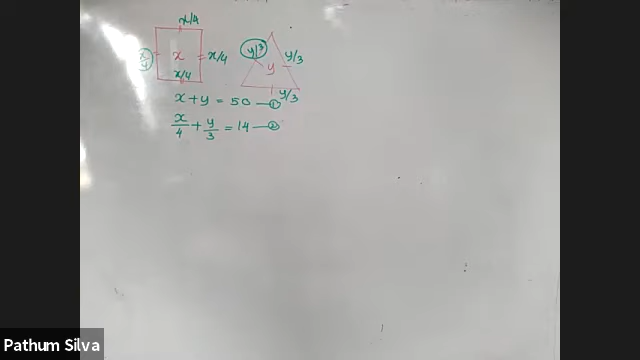 x/4
x/4 x x/4
x/4
y/3 y/3
y
y/3
x + y = 50 — ①
x/4 + y/3 = 14 — ②
Pathum Silva